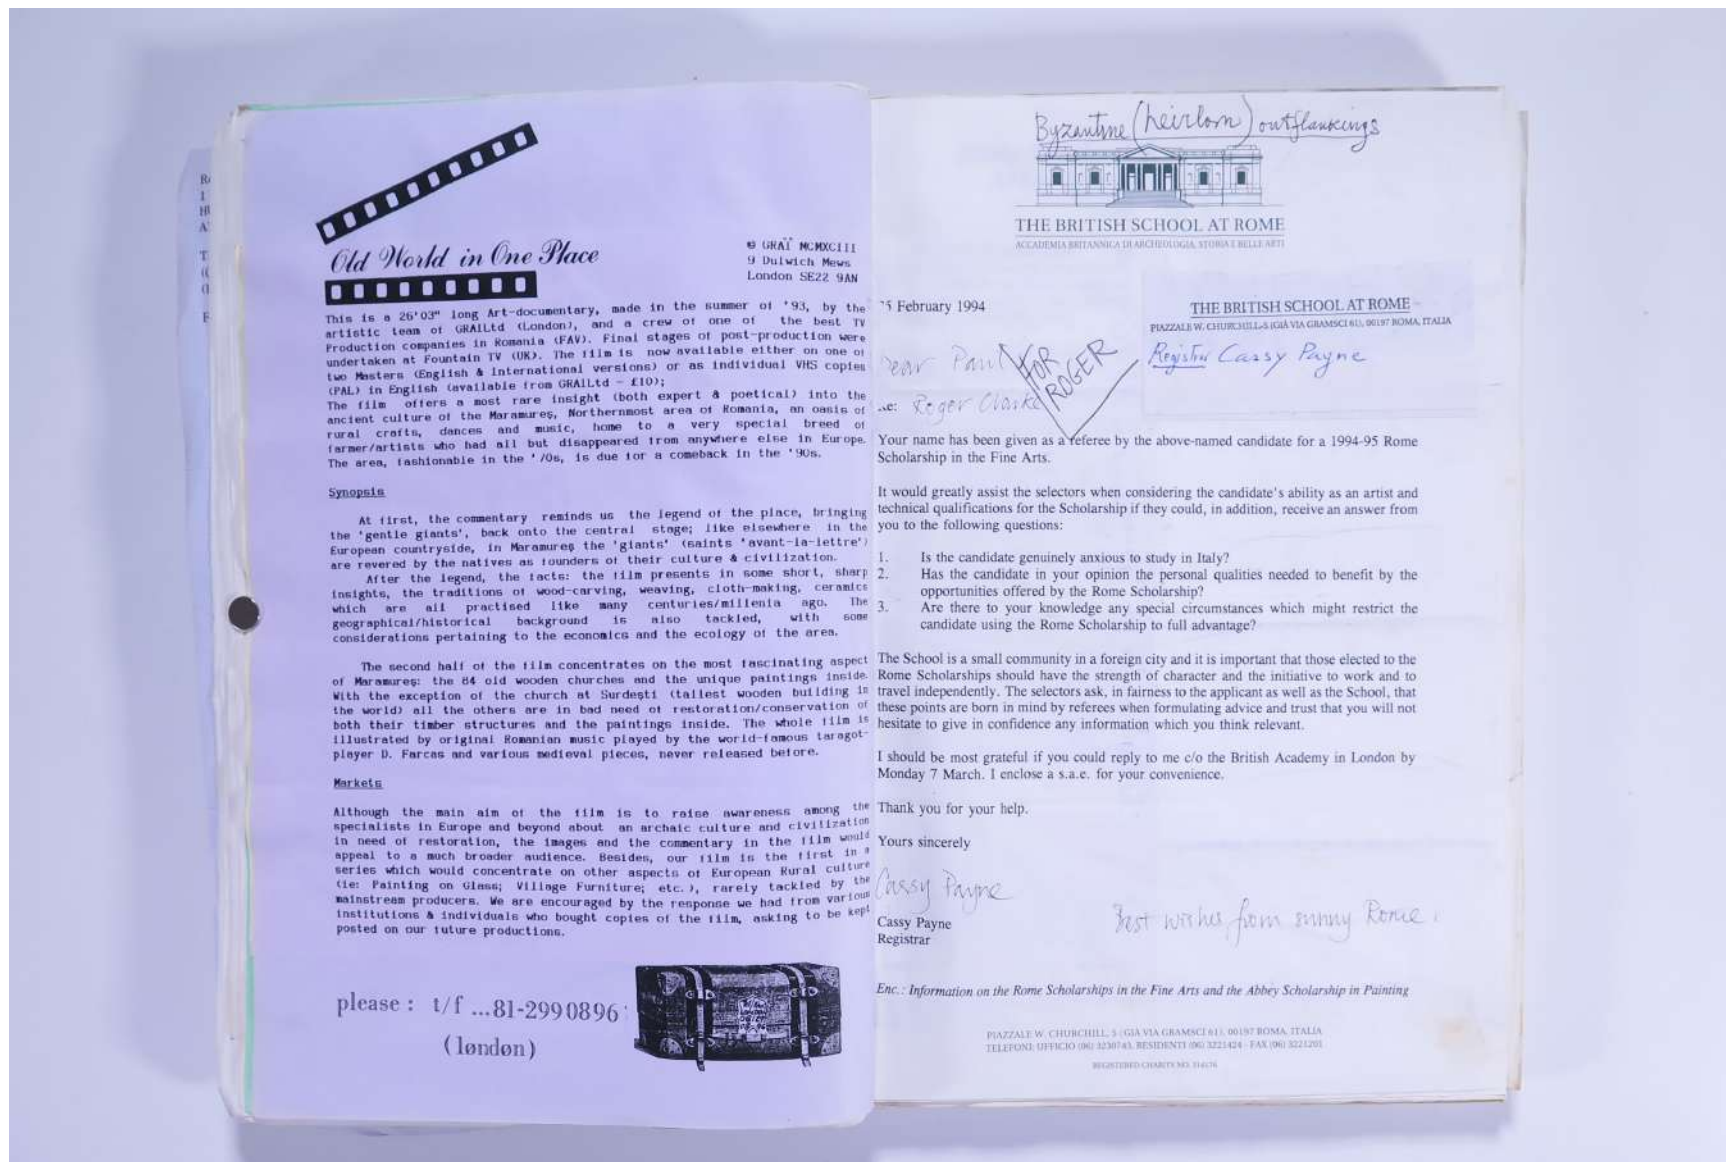 Old World in One Place
© GRAÏ MCMXCIII
9 Dulwich Mews
London SE22 9AN
This is a 26'03" long Art-documentary, made in the summer of '93, by the
artistic team of GRAILtd (London), and a crew of one of the best TV
Production companies in Romania (FAV). Final stages of post-production were
undertaken at Fountain TV (UK). The film is now available either on one of
two Masters (English & International versions) or as individual VHS copies
(PAL) in English (available from GRAILtd - £10);
The film offers a most rare insight (both expert & poetical) into the
ancient culture of the Maramureş, Northernmost area of Romania, an oasis of
rural crafts, dances and music, home to a very special breed of
farmer/artists who had all but disappeared from anywhere else in Europe.
The area, fashionable in the '70s, is due for a comeback in the '90s.
Synopsis
At first, the commentary reminds us the legend of the place, bringing
the 'gentle giants', back onto the central stage; like elsewhere in the
European countryside, in Maramureş the 'giants' (saints 'avant-la-lettre')
are revered by the natives as founders of their culture & civilization.
After the legend, the facts: the film presents in some short, sharp
insights, the traditions of wood-carving, weaving, cloth-making, ceramics
which are all practised like many centuries/millenia ago. The
geographical/historical background is also tackled, with some
considerations pertaining to the economics and the ecology of the area.
The second half of the film concentrates on the most fascinating aspect
of Maramureş: the 84 old wooden churches and the unique paintings inside.
With the exception of the church at Surdeşti (tallest wooden building in
the world) all the others are in bad need of restoration/conservation of
both their timber structures and the paintings inside. The whole film is
illustrated by original Romanian music played by the world-famous taragot-
player D. Farcas and various medieval pieces, never released before.
Markets
Although the main aim of the film is to raise awareness among the
specialists in Europe and beyond about an archaic culture and civilization
in need of restoration, the images and the commentary in the film would
appeal to a much broader audience. Besides, our film is the first in a
series which would concentrate on other aspects of European Rural culture
(ie: Painting on Glass; Village Furniture; etc.), rarely tackled by the
mainstream producers. We are encouraged by the response we had from various
institutions & individuals who bought copies of the film, asking to be kept
posted on our future productions.
please : t/f ...81-2990896
(london)
Byzantine (heirlom) outflankings
THE BRITISH SCHOOL AT ROME
ACCADEMIA BRITANNICA DI ARCHEOLOGIA, STORIA E BELLE ARTI
5 February 1994
THE BRITISH SCHOOL AT ROME
PIAZZALE W. CHURCHILL, 5 (GIÀ VIA GRAMSCI 61), 00197 ROMA, ITALIA
Registrar Cassy Payne
Dear Paul
FOR
ROGER
Re: Roger Clarke
Your name has been given as a referee by the above-named candidate for a 1994-95 Rome
Scholarship in the Fine Arts.
It would greatly assist the selectors when considering the candidate's ability as an artist and
technical qualifications for the Scholarship if they could, in addition, receive an answer from
you to the following questions:
1. Is the candidate genuinely anxious to study in Italy?
2. Has the candidate in your opinion the personal qualities needed to benefit by the
opportunities offered by the Rome Scholarship?
3. Are there to your knowledge any special circumstances which might restrict the
candidate using the Rome Scholarship to full advantage?
The School is a small community in a foreign city and it is important that those elected to the
Rome Scholarships should have the strength of character and the initiative to work and to
travel independently. The selectors ask, in fairness to the applicant as well as the School, that
these points are born in mind by referees when formulating advice and trust that you will not
hesitate to give in confidence any information which you think relevant.
I should be most grateful if you could reply to me c/o the British Academy in London by
Monday 7 March. I enclose a s.a.e. for your convenience.
Thank you for your help.
Yours sincerely
Cassy Payne
Cassy Payne
Registrar
Best wishes from sunny Rome.
Enc.: Information on the Rome Scholarships in the Fine Arts and the Abbey Scholarship in Painting
PIAZZALE W. CHURCHILL, 5 (GIÀ VIA GRAMSCI 61), 00197 ROMA, ITALIA
TELEFONI: UFFICIO (06) 3230743, RESIDENTI (06) 3221424 - FAX (06) 3221201
REGISTERED CHARITY NO. 314176